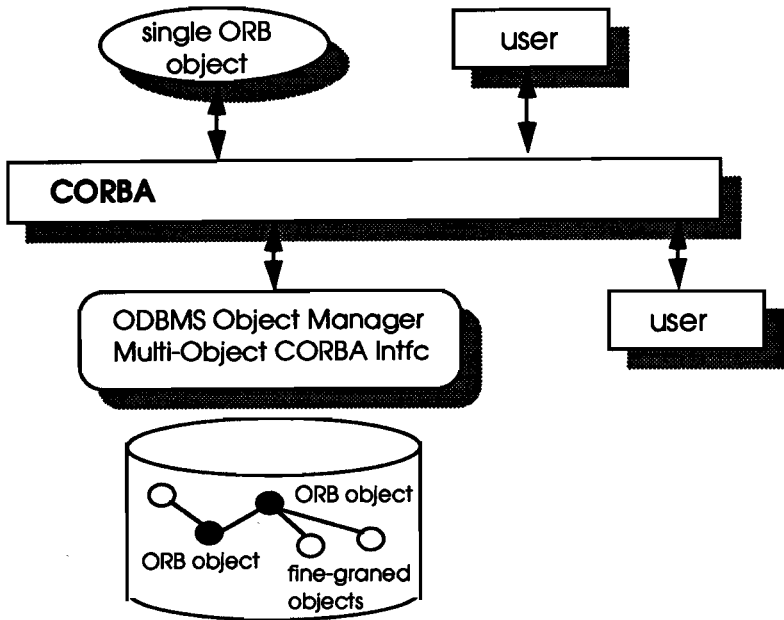 single ORB
object
user
CORBA
ODBMS Object Manager
Multi-Object CORBA Intfc
user
ORB object
ORB object
fine-graned
objects